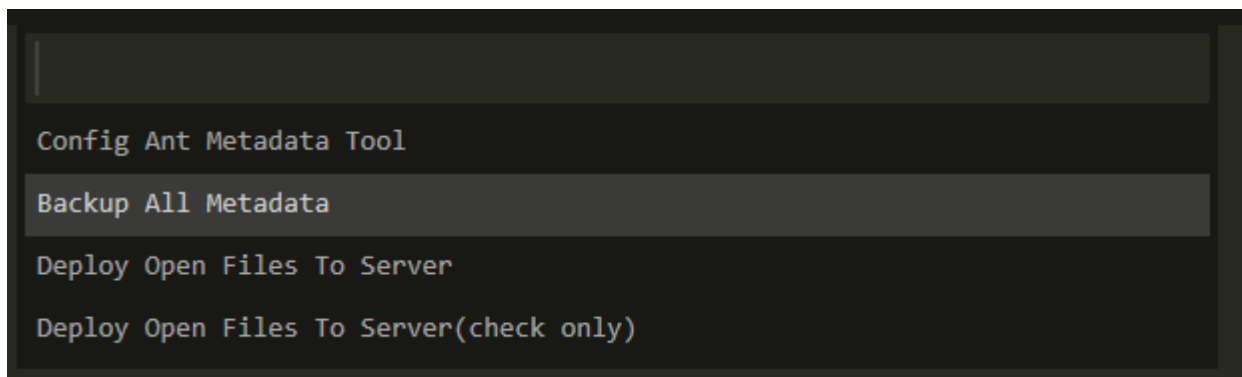 Config Ant Metadata Tool
Backup All Metadata
Deploy Open Files To Server
Deploy Open Files To Server(check only)